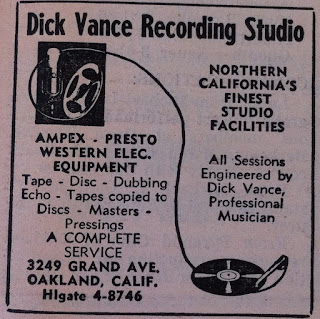 Dick Vance Recording Studio
NORTHERN
CALIFORNIA'S
FINEST
STUDIO
FACILITIES
AMPEX - PRESTO
WESTERN ELEC.
EQUIPMENT
Tape - Disc - Dubbing
Echo - Tapes copied to
Discs - Masters -
Pressings
A COMPLETE
SERVICE
3249 GRAND AVE.
OAKLAND, CALIF.
HIgate 4-8746
All Sessions
Engineered by
Dick Vance,
Professional
Musician